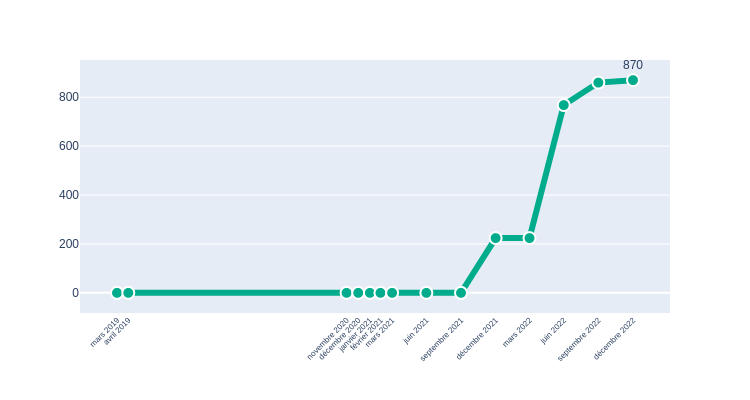 870
800
600
400
200
0
mars 2019
avril 2019
novembre 2020
décembre 2020
janvier 2021
février 2021
mars 2021
juin 2021
septembre 2021
décembre 2021
mars 2022
juin 2022
septembre 2022
décembre 2022